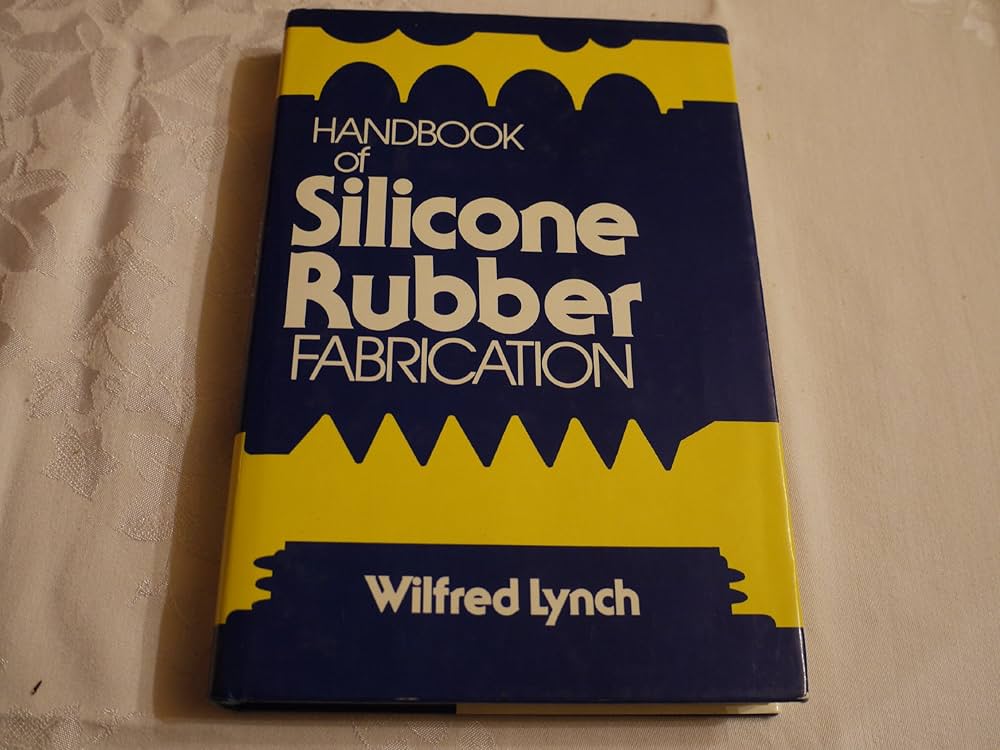 HANDBOOK
of
Silicone
Rubber
FABRICATION
Wilfred Lynch